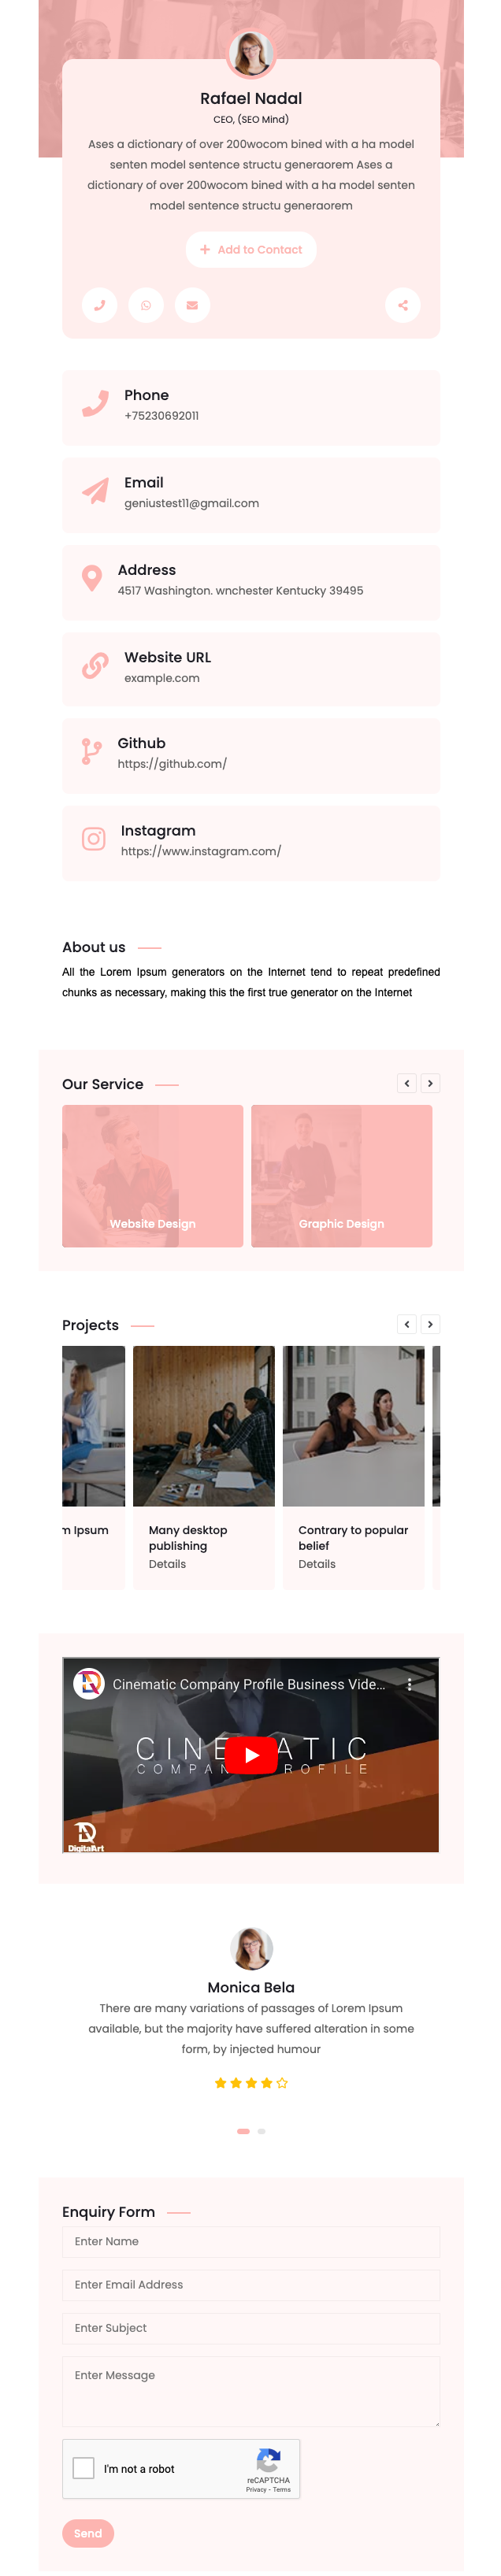 Rafael Nadal
CEO, (SEO Mind)
Ases a dictionary of over 200wocom bined with a ha model
senten model sentence structu generaorem Ases a
dictionary of over 200wocom bined with a ha model senten
model sentence structu generaorem
Add to Contact
Phone
+75230692011
Email
geniustest11@gmail.com
Address
4517 Washington. wnchester Kentucky 39495
Website URL
example.com
Github
https://github.com/
Instagram
https://www.instagram.com/
About us
All the Lorem Ipsum generators on the Internet tend to repeat predefined
chunks as necessary, making this the first true generator on the Internet
Our Service
Website Design
Graphic Design
Projects
m Ipsum
Many desktop
publishing
Details
Contrary to popular
belief
Details
Cinematic Company Profile Business Vide...
DigitalArt
Monica Bela
There are many variations of passages of Lorem Ipsum
available, but the majority have suffered alteration in some
form, by injected humour
Enquiry Form
Enter Name
Enter Email Address
Enter Subject
Enter Message
I'm not a robot
reCAPTCHA
Privacy - Terms
Send